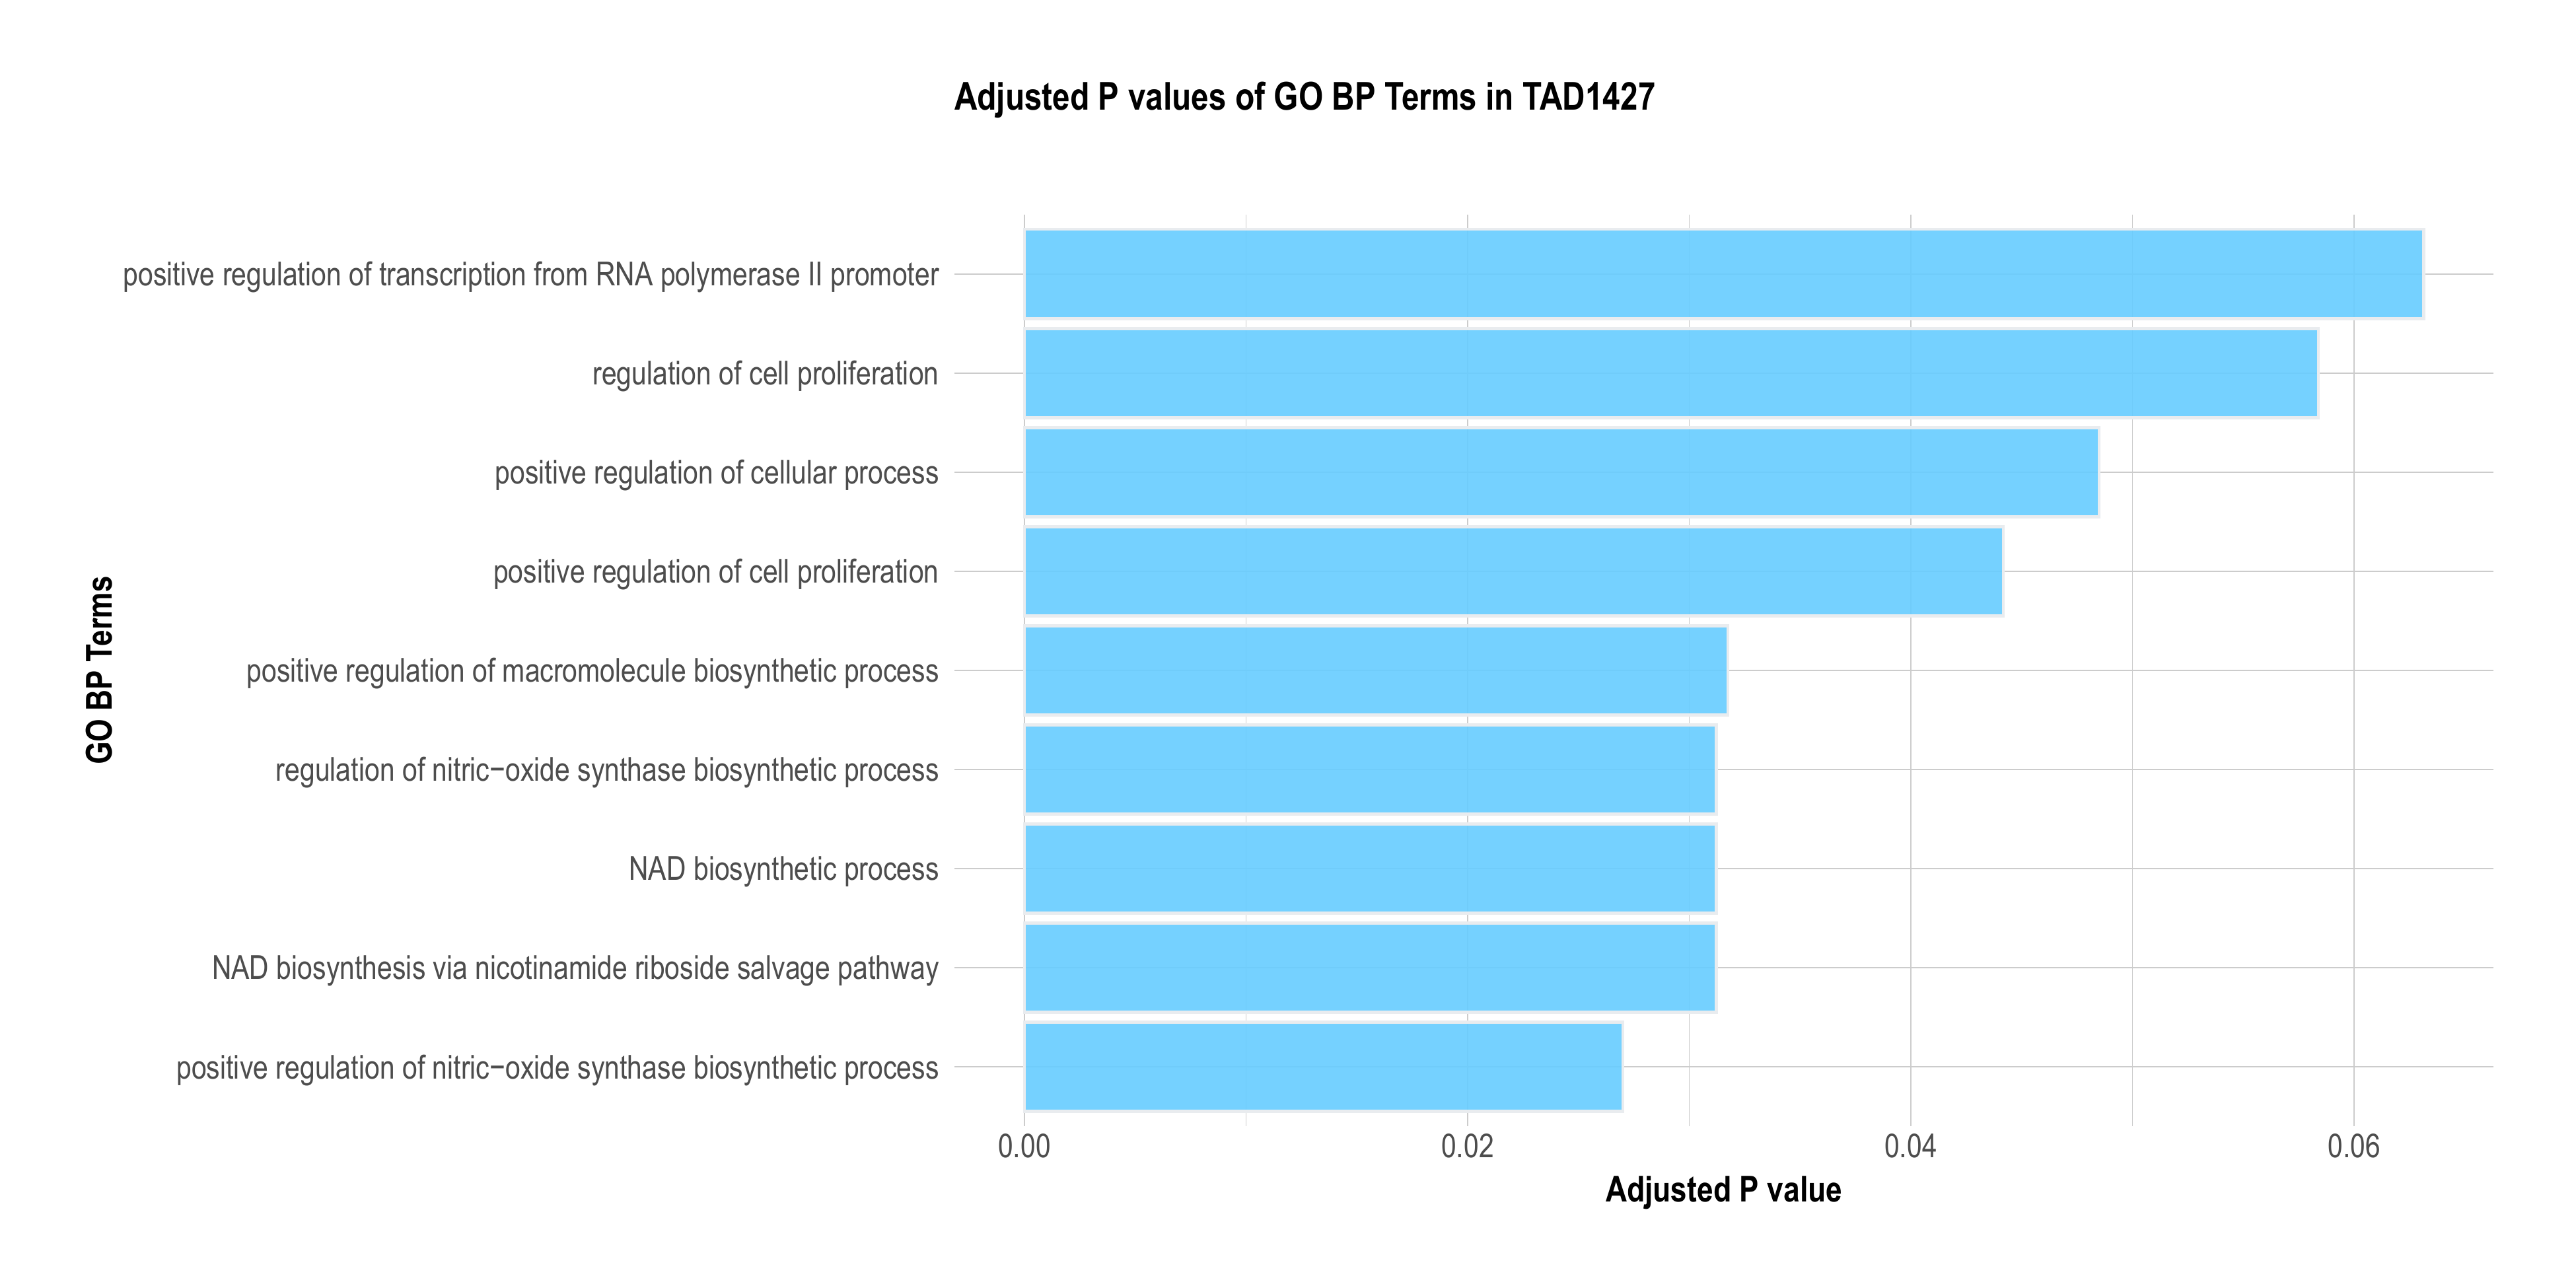 Adjusted P values of GO BP Terms in TAD1427
positive regulation of transcription from RNA polymerase II promoter
regulation of cell proliferation
positive regulation of cellular process
positive regulation of cell proliferation
positive regulation of macromolecule biosynthetic process
regulation of nitric−oxide synthase biosynthetic process
NAD biosynthetic process
NAD biosynthesis via nicotinamide riboside salvage pathway
positive regulation of nitric−oxide synthase biosynthetic process
GO BP Terms
0.00 0.02 0.04 0.06
Adjusted P value